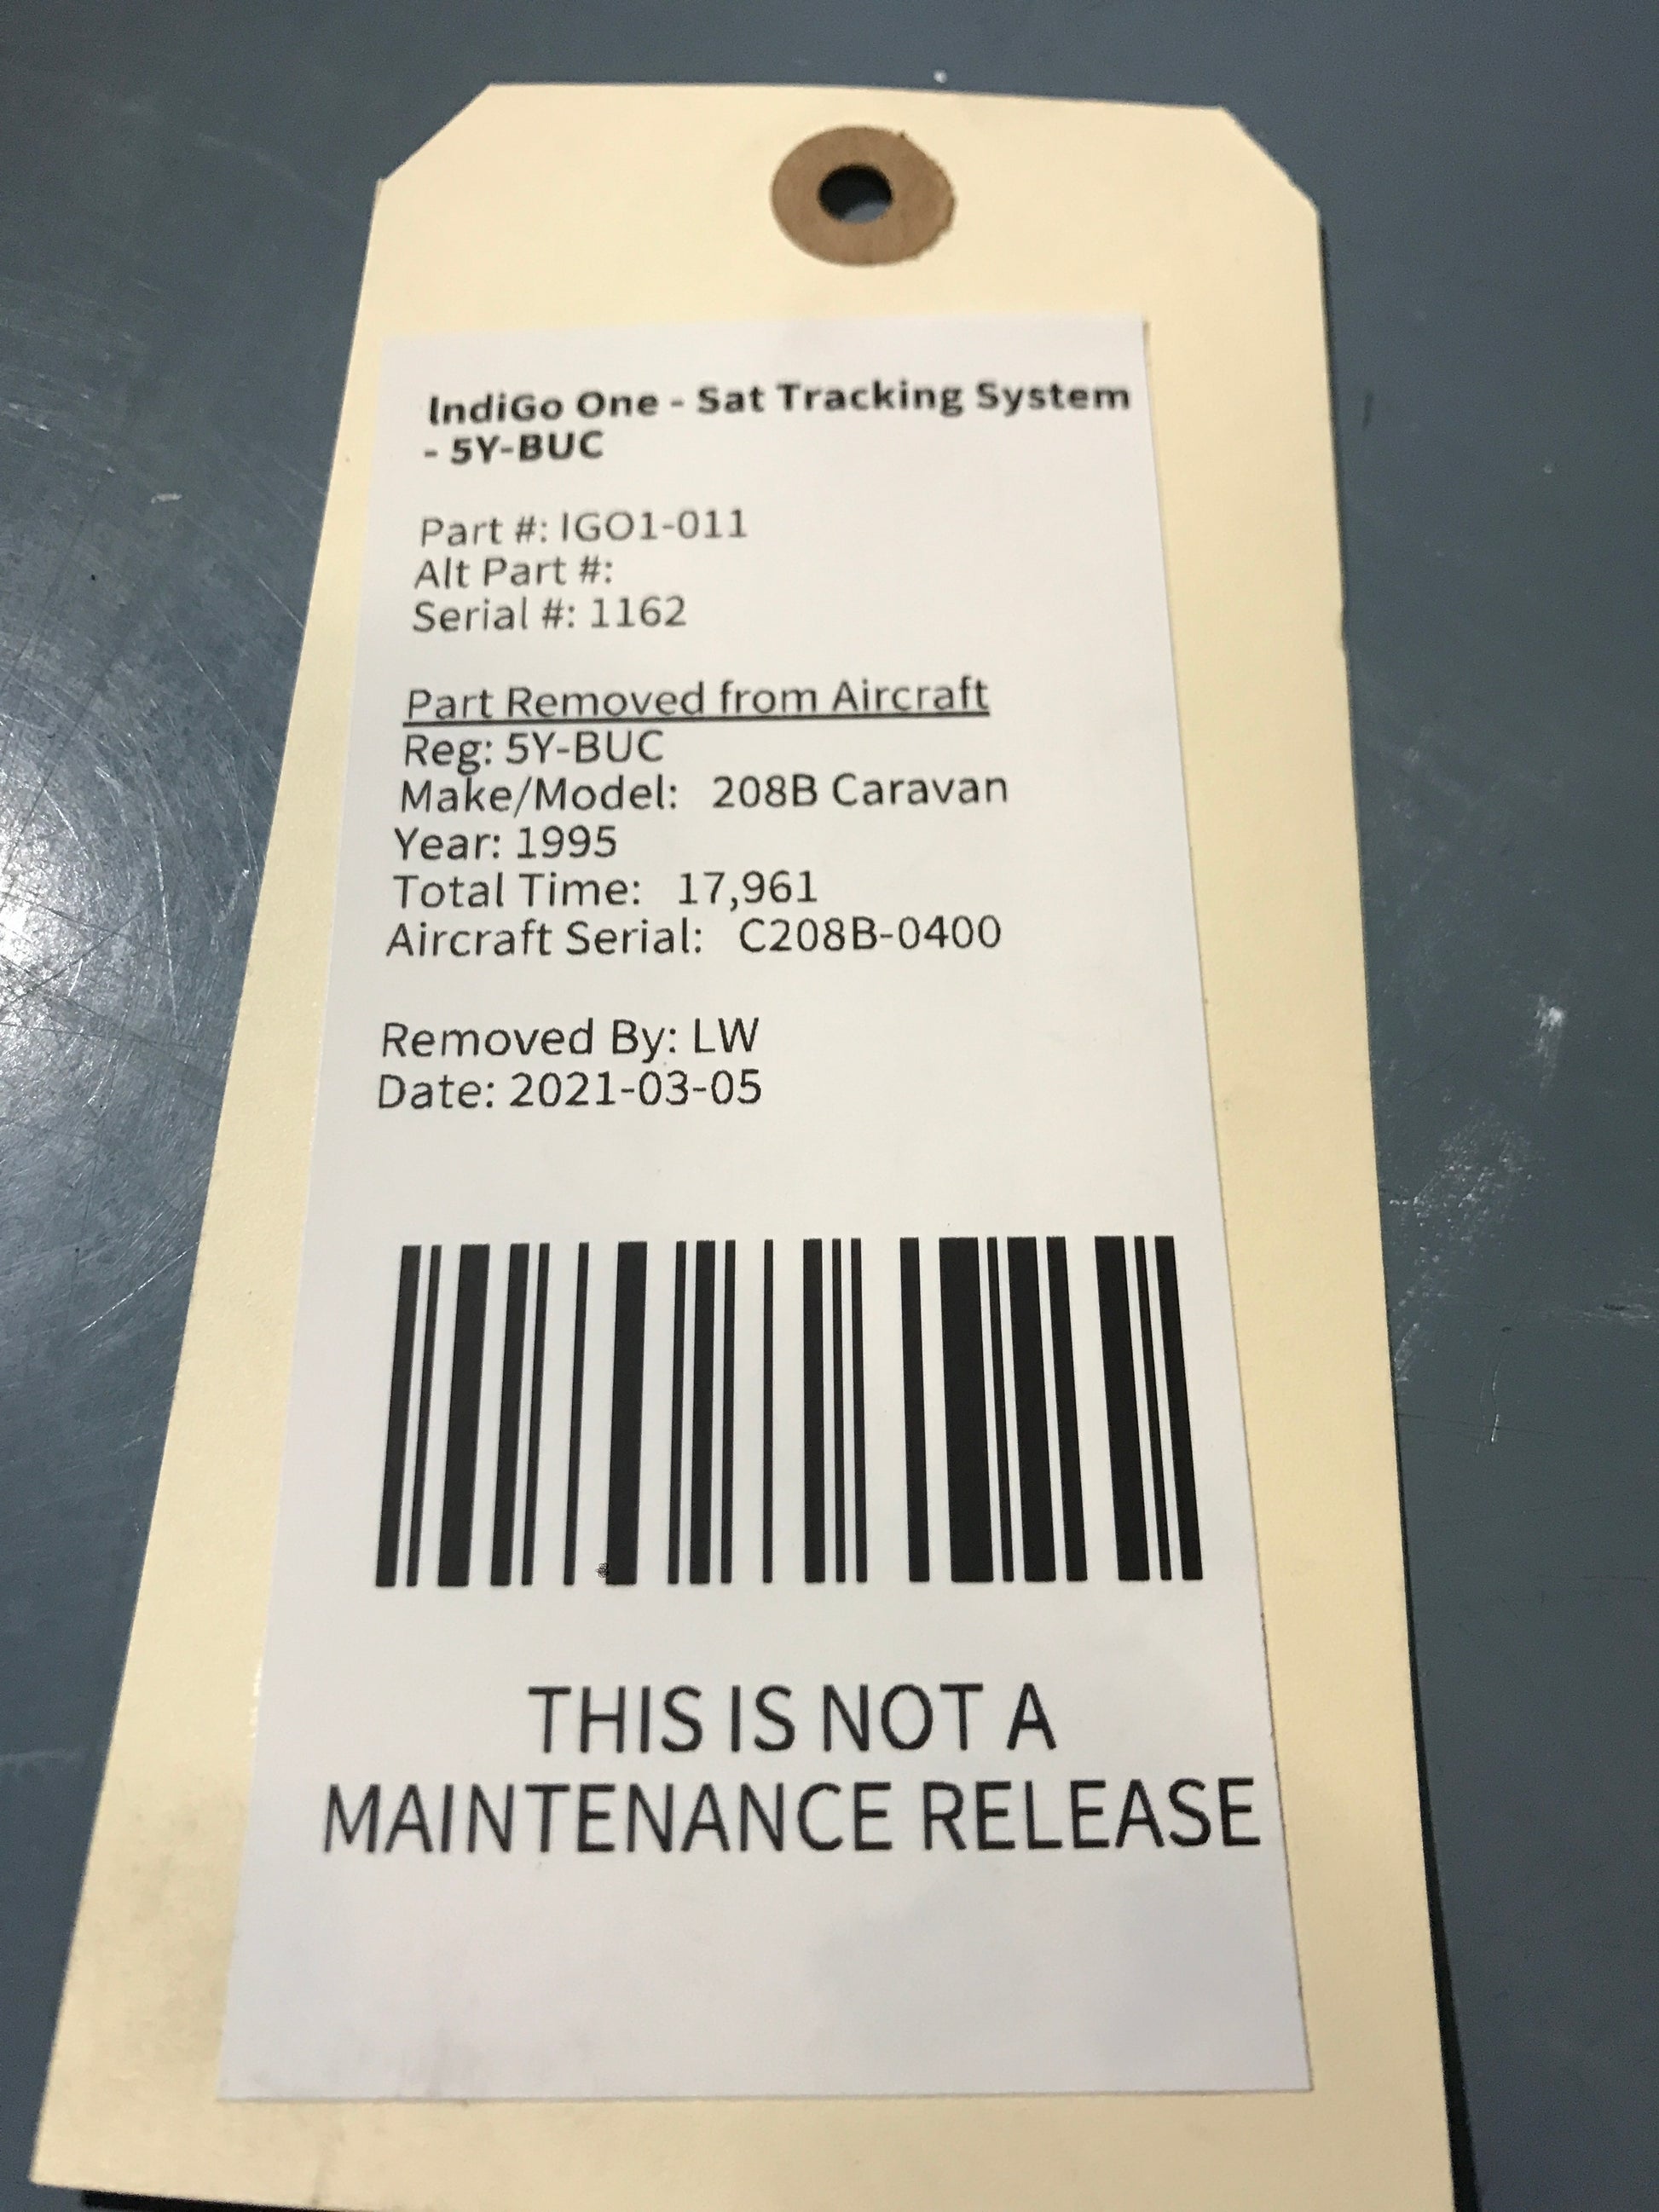 IndiGo One - Sat Tracking System
- 5Y-BUC
Part #: IGO1-011
Alt Part #:
Serial #: 1162
Part Removed from Aircraft
Reg: 5Y-BUC
Make/Model: 208B Caravan
Year: 1995
Total Time: 17,961
Aircraft Serial: C208B-0400
Removed By: LW
Date: 2021-03-05
THIS IS NOT A
MAINTENANCE RELEASE